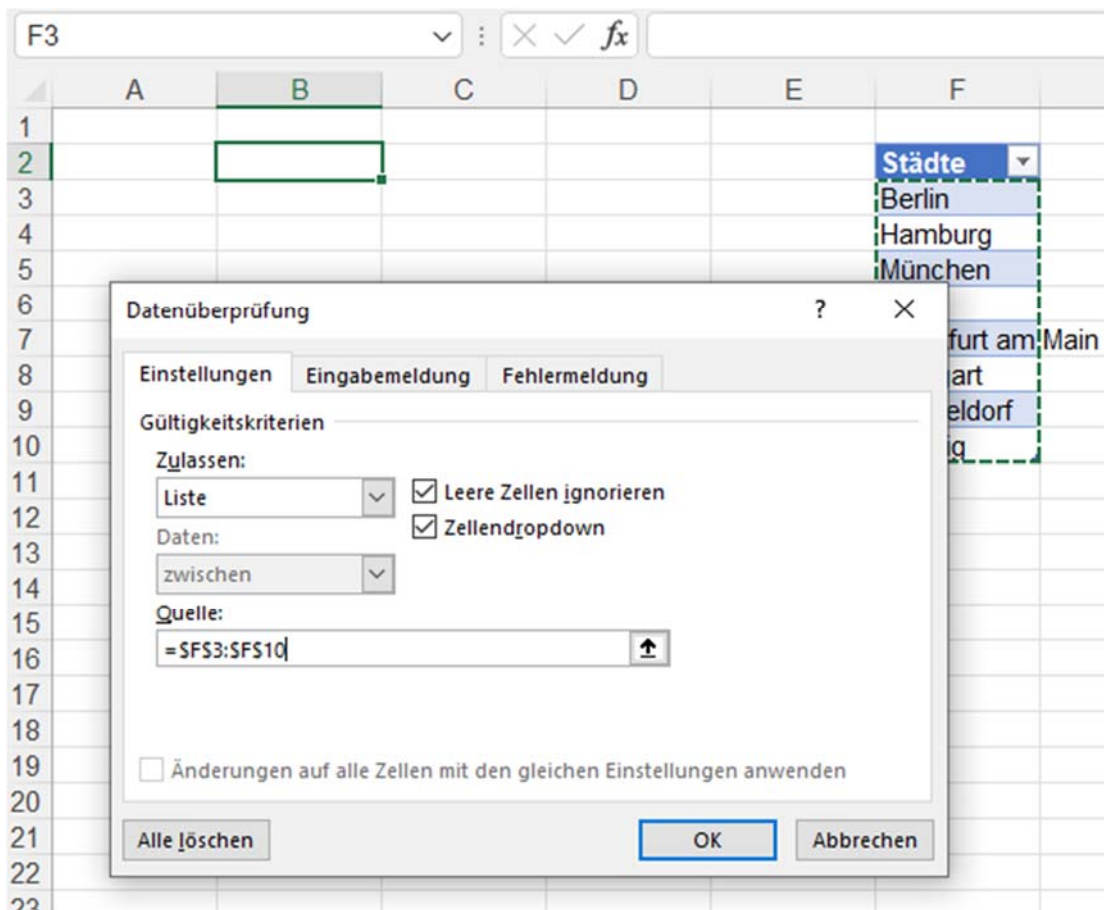 F3 fx
A B C D E F
1
2 Städte
3 Berlin
4 Hamburg
5 München
6
7 furt am Main
8 art
9 eldorf
10 ig
11
12
13
14
15
16
17
18
19
20
21
22
23
Datenüberprüfung ? ×
Einstellungen Eingabemeldung Fehlermeldung
Gültigkeitskriterien
Zulassen:
Liste Leere Zellen ignorieren
Zellendropdown
Daten:
zwischen
Quelle:
=$F$3:$F$10
Änderungen auf alle Zellen mit den gleichen Einstellungen anwenden
Alle löschen OK Abbrechen